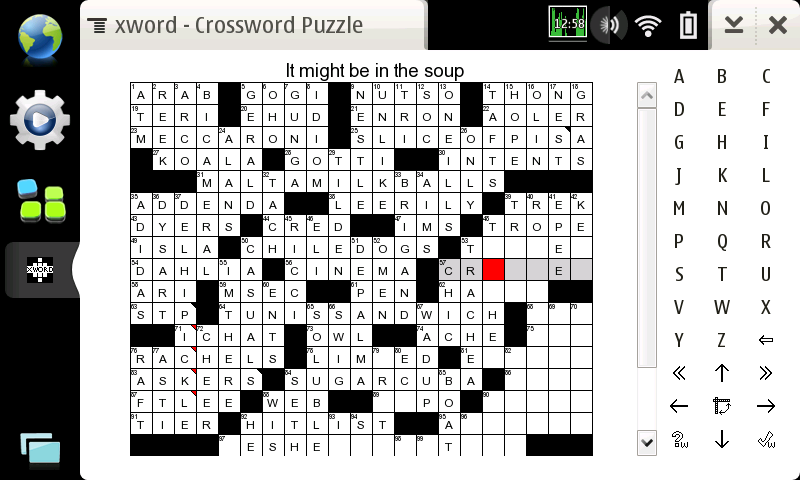 xword - Crossword Puzzle
12:58
It might be in the soup
A R A B G O G I N U T S O T H O N G
T E R I E H U D E N R O N A O L E R
M E C C A R O N I S L I C E O F P I S A
K O A L A G O T T I I N T E N T S
M A L T A M I L K B A L L S
A D D E N D A L E E R I L Y T R E K
D Y E R S C R E D I M S T R O P E
I S L A C H I L E D O G S T E
D A H L I A C I N E M A C R E
A R I M S E C P E N H A
S T P T U N I S S A N D W I C H
I C H A T O W L A C H E
R A C H E L S L I M E D E
A S K E R S S U G A R C U B A
F T L E E W E B P O
T I E R H I T L I S T A
E S H E T
A B C
D E F
G H I
J K L
M N O
P Q R
S T U
V W X
Y Z
XWORD